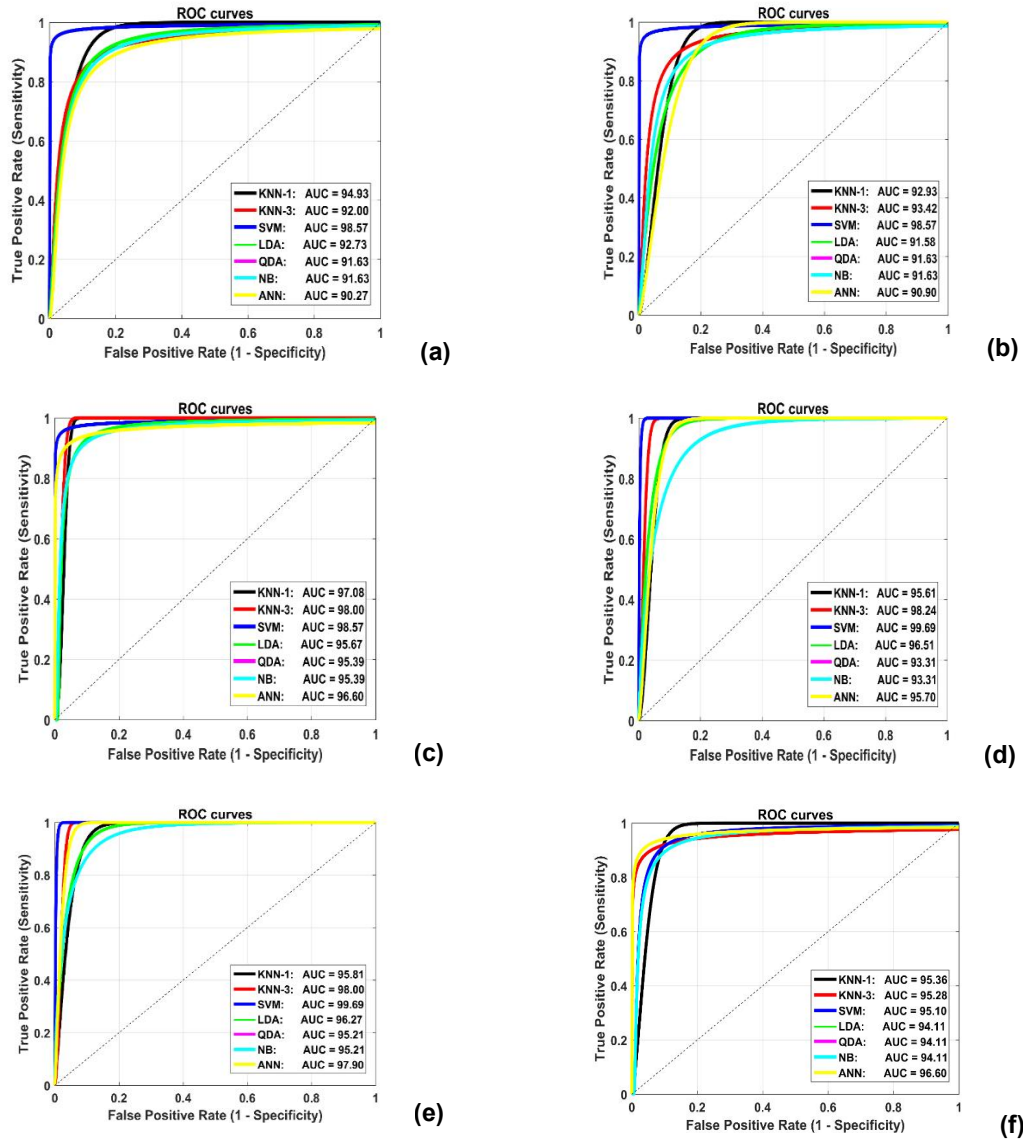 ROC curves
True Positive Rate (Sensitivity)
1
0.8
0.6
0.4
0.2
0
KNN-1: AUC = 94.93
KNN-3: AUC = 92.00
SVM: AUC = 98.57
LDA: AUC = 92.73
QDA: AUC = 91.63
NB: AUC = 91.63
ANN: AUC = 90.27
0 0.2 0.4 0.6 0.8 1
False Positive Rate (1 - Specificity)
(a)
ROC curves
True Positive Rate (Sensitivity)
1
0.8
0.6
0.4
0.2
0
KNN-1: AUC = 92.93
KNN-3: AUC = 93.42
SVM: AUC = 98.57
LDA: AUC = 91.58
QDA: AUC = 91.63
NB: AUC = 91.63
ANN: AUC = 90.90
0 0.2 0.4 0.6 0.8 1
False Positive Rate (1 - Specificity)
(b)
ROC curves
True Positive Rate (Sensitivity)
1
0.8
0.6
0.4
0.2
0
KNN-1: AUC = 97.08
KNN-3: AUC = 98.00
SVM: AUC = 98.57
LDA: AUC = 95.67
QDA: AUC = 95.39
NB: AUC = 95.39
ANN: AUC = 96.60
0 0.2 0.4 0.6 0.8 1
False Positive Rate (1 - Specificity)
(c)
ROC curves
True Positive Rate (Sensitivity)
1
0.8
0.6
0.4
0.2
0
KNN-1: AUC = 95.61
KNN-3: AUC = 98.24
SVM: AUC = 99.69
LDA: AUC = 96.51
QDA: AUC = 93.31
NB: AUC = 93.31
ANN: AUC = 95.70
0 0.2 0.4 0.6 0.8 1
False Positive Rate (1 - Specificity)
(d)
ROC curves
True Positive Rate (Sensitivity)
1
0.8
0.6
0.4
0.2
0
KNN-1: AUC = 95.81
KNN-3: AUC = 98.00
SVM: AUC = 99.69
LDA: AUC = 96.27
QDA: AUC = 95.21
NB: AUC = 95.21
ANN: AUC = 97.90
0 0.2 0.4 0.6 0.8 1
False Positive Rate (1 - Specificity)
(e)
ROC curves
True Positive Rate (Sensitivity)
1
0.8
0.6
0.4
0.2
0
KNN-1: AUC = 95.36
KNN-3: AUC = 95.28
SVM: AUC = 95.10
LDA: AUC = 94.11
QDA: AUC = 94.11
NB: AUC = 94.11
ANN: AUC = 96.60
0 0.2 0.4 0.6 0.8 1
False Positive Rate (1 - Specificity)
(f)